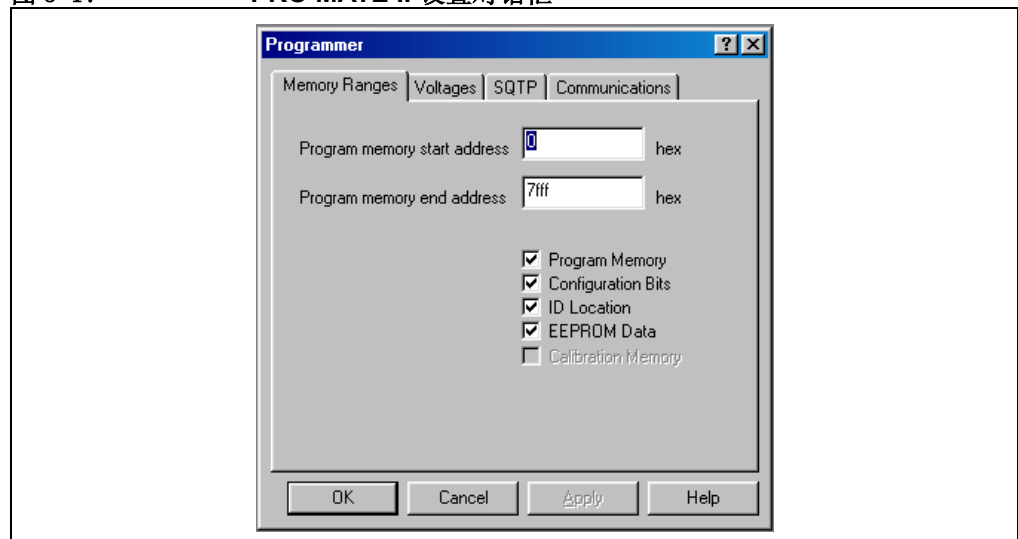 Programmer
Memory Ranges Voltages SQTP Communications
Program memory start address 0 hex
Program memory end address 7fff hex
Program Memory
Configuration Bits
ID Location
EEPROM Data
Calibration Memory
OK Cancel Apply Help